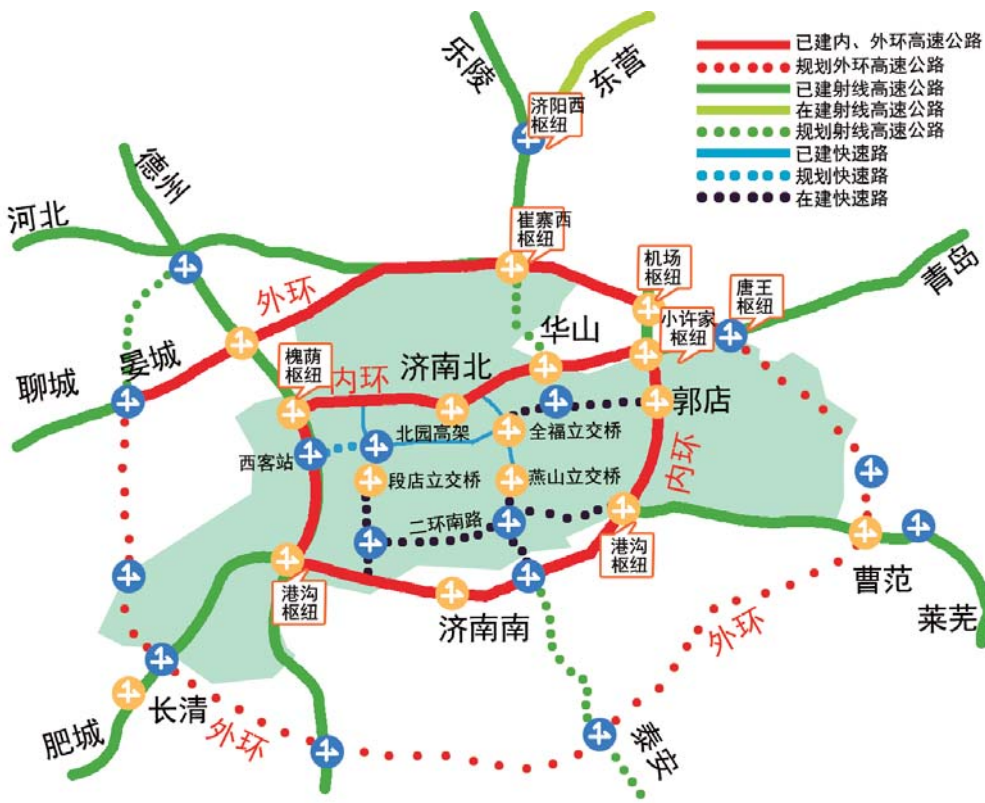 已建内、外环高速公路
规划外环高速公路
已建射线高速公路
在建射线高速公路
规划射线高速公路
已建快速路
规划快速路
在建快速路
乐陵
东营
济阳西
枢纽
德州
河北
崔寨西
枢纽
机场
枢纽
唐王
枢纽
青岛
外环
华山
小许家
枢纽
晏城
聊城
槐荫
枢纽
内环
济南北
郭店
北园高架
全福立交桥
西客站
段店立交桥
燕山立交桥
内环
二环南路
港沟
枢纽
港沟
枢纽
济南南
曹范
莱芜
外环
长清
肥城
外环
泰安